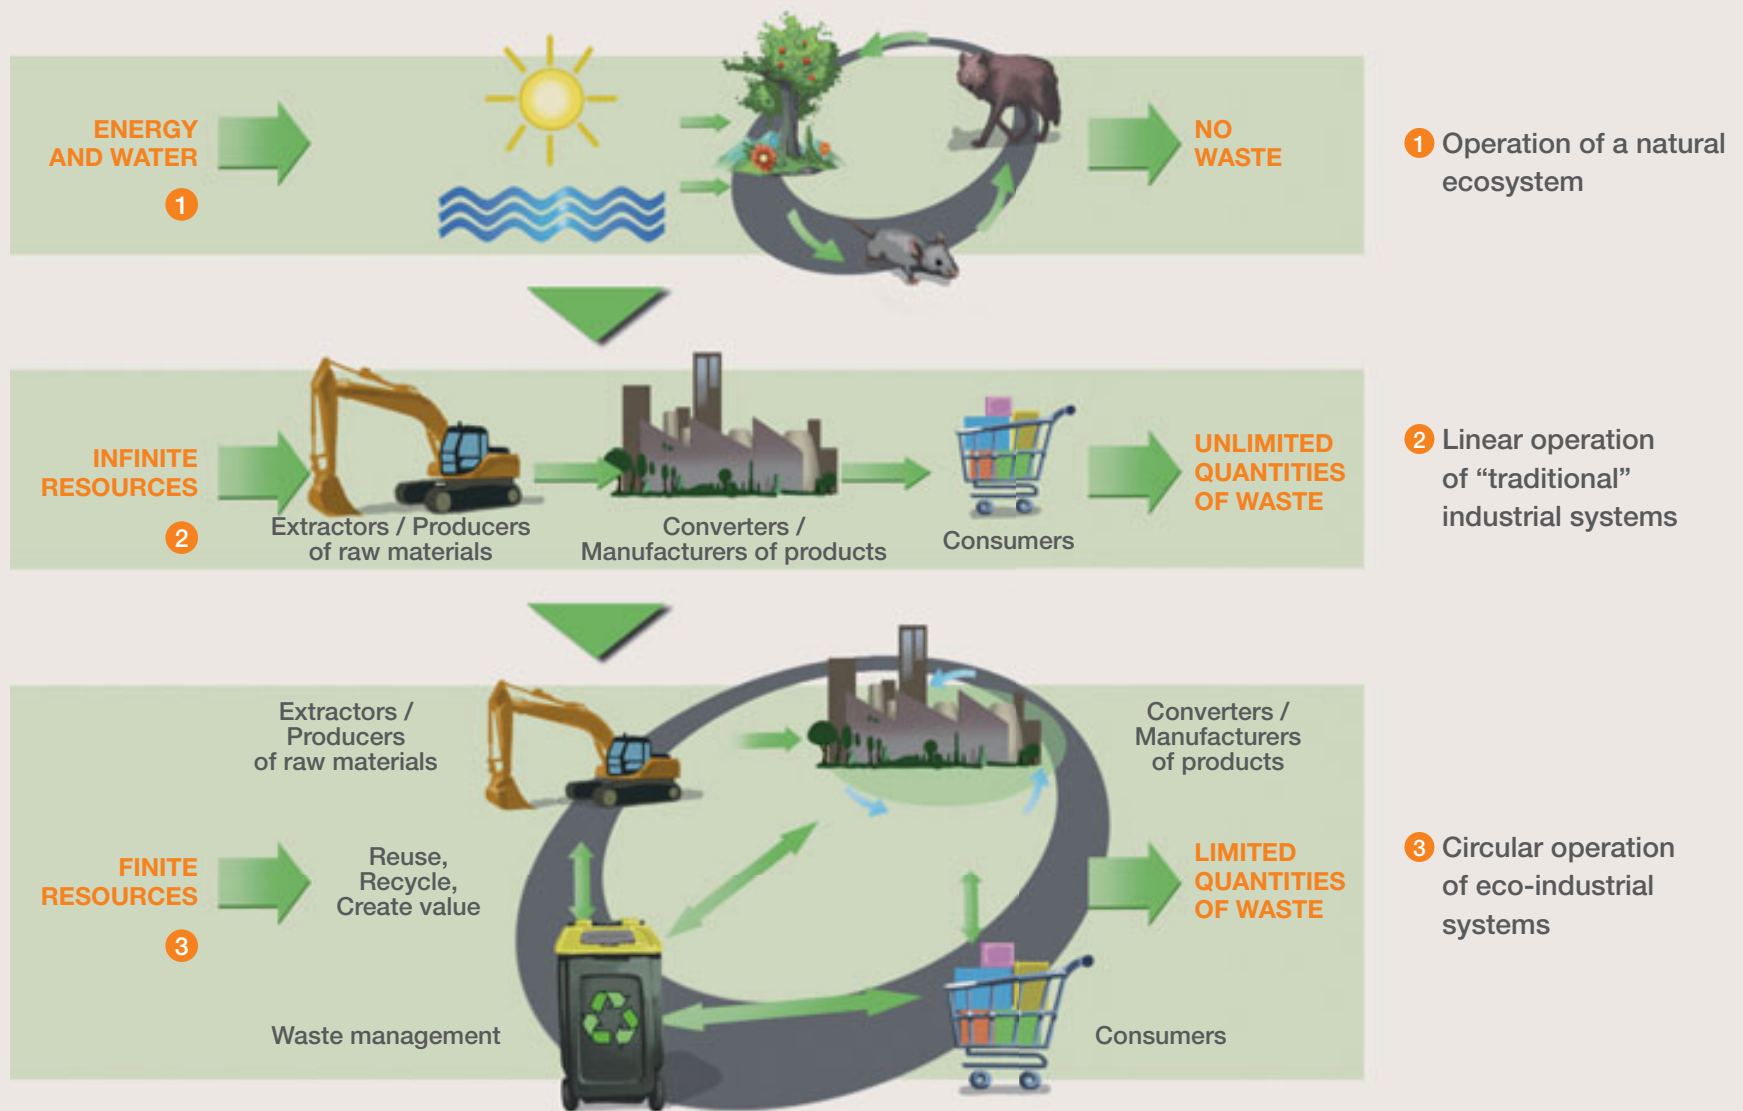 ENERGY
AND WATER
1
NO
WASTE
1 Operation of a natural
ecosystem
INFINITE
RESOURCES
2
Extractors / Producers
of raw materials
Converters /
Manufacturers of products
Consumers
UNLIMITED
QUANTITIES
OF WASTE
2 Linear operation
of “traditional”
industrial systems
FINITE
RESOURCES
3
Extractors /
Producers
of raw materials
Converters /
Manufacturers
of products
Reuse,
Recycle,
Create value
Waste management
Consumers
LIMITED
QUANTITIES
OF WASTE
3 Circular operation
of eco-industrial
systems